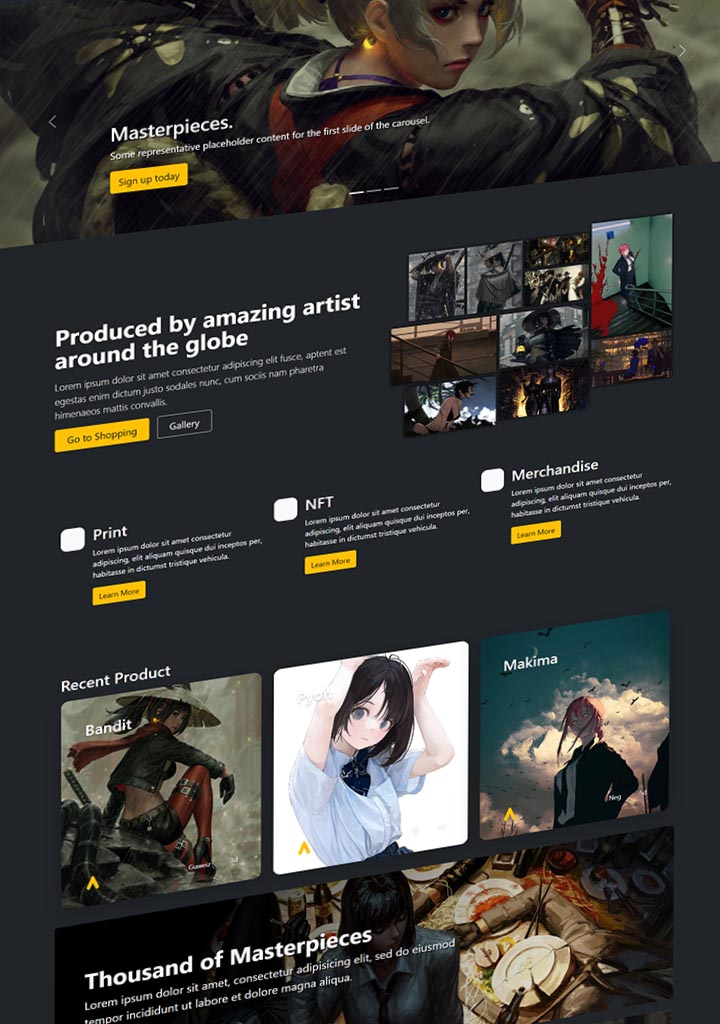 Masterpieces.
Some representative placeholder content for the first slide of the carousel.
Sign up today
Produced by amazing artist
around the globe
Lorem ipsum dolor sit amet consectetur adipiscing elit fusce, aptent est
egestas enim dictum justo sodales nunc, cum sociis nam pharetra
himenaeos mattis convallis.
Go to Shopping
Gallery
Print
Lorem ipsum dolor sit amet consectetur
adipiscing, elit aliquam quisque dui inceptos per,
habitasse in dictumst tristique vehicula.
Learn More
NFT
Lorem ipsum dolor sit amet consectetur
adipiscing, elit aliquam quisque dui inceptos per,
habitasse in dictumst tristique vehicula.
Learn More
Merchandise
Lorem ipsum dolor sit amet consectetur
adipiscing, elit aliquam quisque dui inceptos per,
habitasse in dictumst tristique vehicula.
Learn More
Recent Product
Bandit
Guweiz
3d
Pyon
Makima
Neg
Thousand of Masterpieces
Lorem ipsum dolor sit amet, consectetur adipisicing elit, sed do eiusmod
tempor incididunt ut labore et dolore magna aliqua.